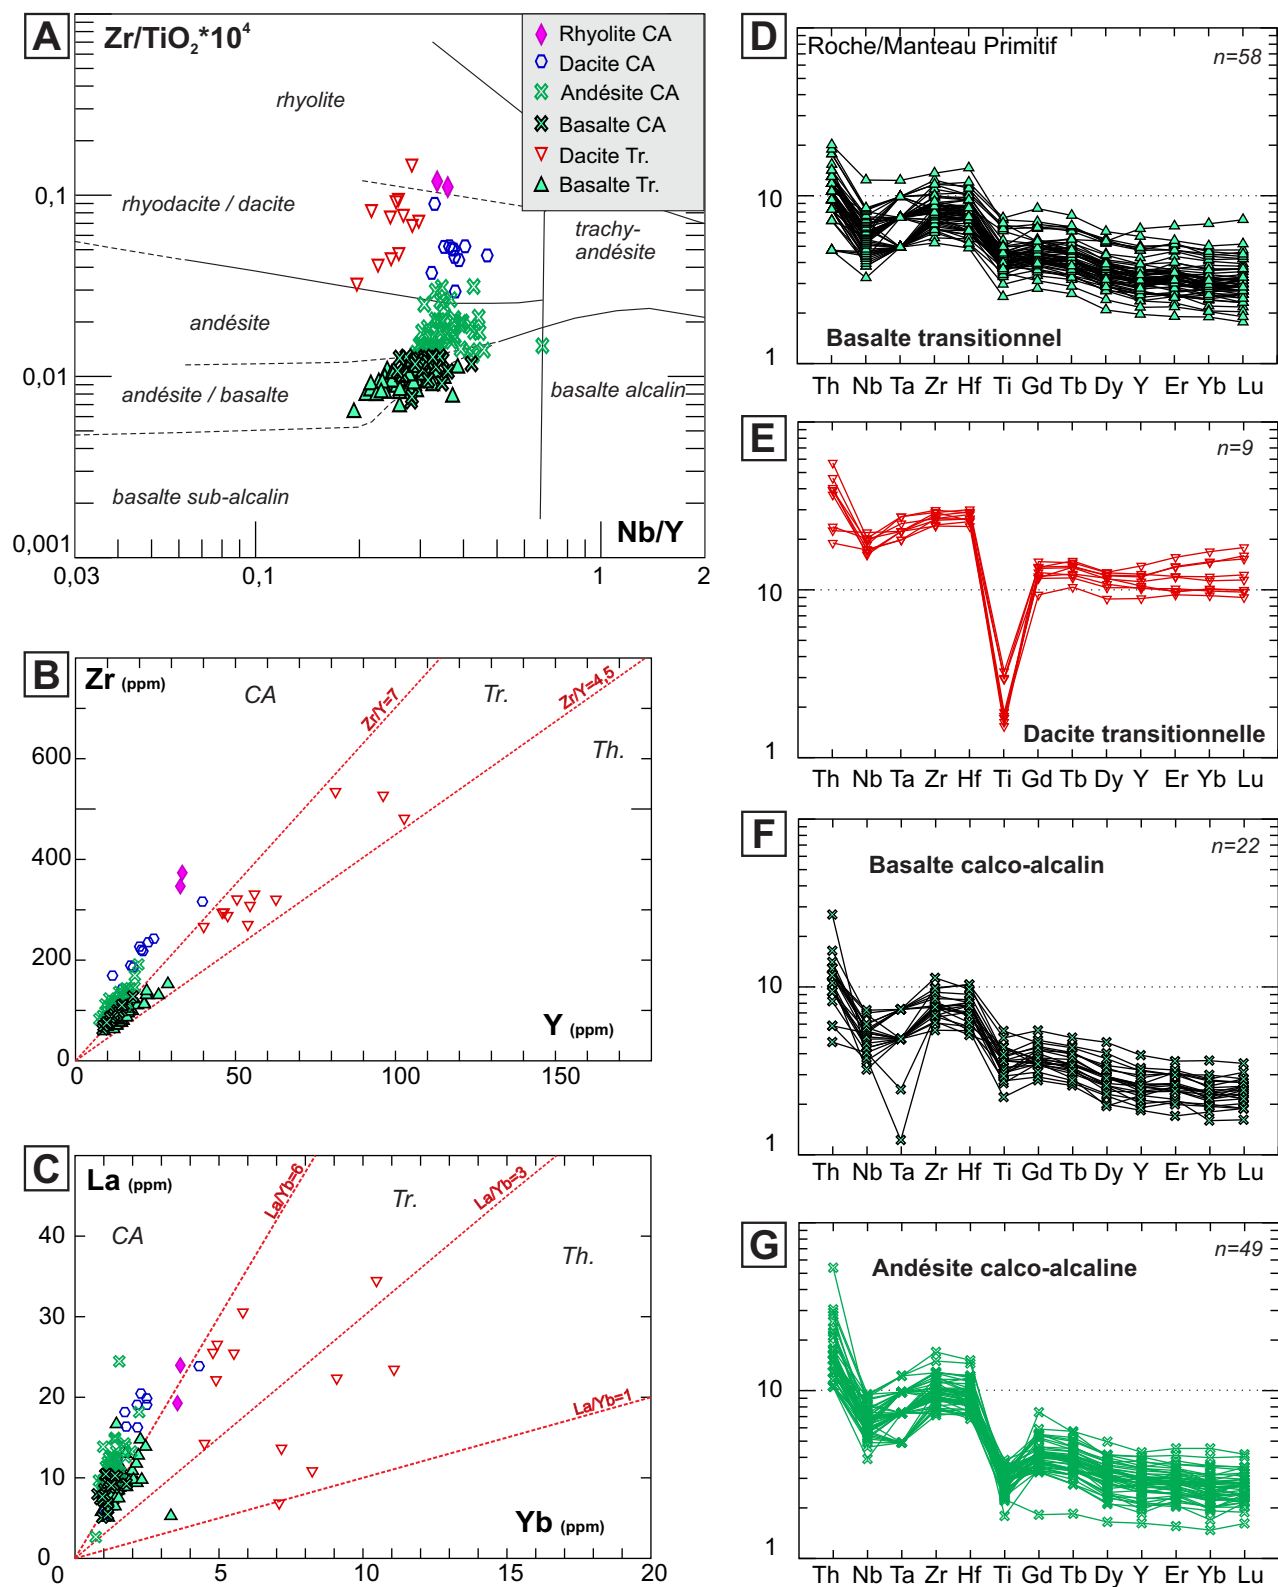 A
Zr/TiO2*10⁴
Rhyolite CA
Dacite CA
Andésite CA
Basalte CA
Dacite Tr.
Basalte Tr.
rhyolite
rhyodacite / dacite
trachy-
andésite
andésite
andésite / basalte
basalte alcalin
basalte sub-alcalin
Nb/Y
0,1
0,01
0,001
0,03
0,1
1
2
B
Zr (ppm)
CA
Tr.
Th.
Zr/Y=7
Zr/Y=4,5
600
400
200
0
Y (ppm)
0
50
100
150
C
La (ppm)
CA
Tr.
Th.
La/Yb=6
La/Yb=3
La/Yb=1
40
30
20
10
0
Yb (ppm)
0
5
10
15
20
D
Roche/Manteau Primitif
n=58
10
1
Basalte transitionnel
Th Nb Ta Zr Hf Ti Gd Tb Dy Y Er Yb Lu
E
n=9
10
1
Dacite transitionnelle
Th Nb Ta Zr Hf Ti Gd Tb Dy Y Er Yb Lu
F
Basalte calco-alcalin
n=22
10
1
Th Nb Ta Zr Hf Ti Gd Tb Dy Y Er Yb Lu
G
Andésite calco-alcaline
n=49
10
1
Th Nb Ta Zr Hf Ti Gd Tb Dy Y Er Yb Lu